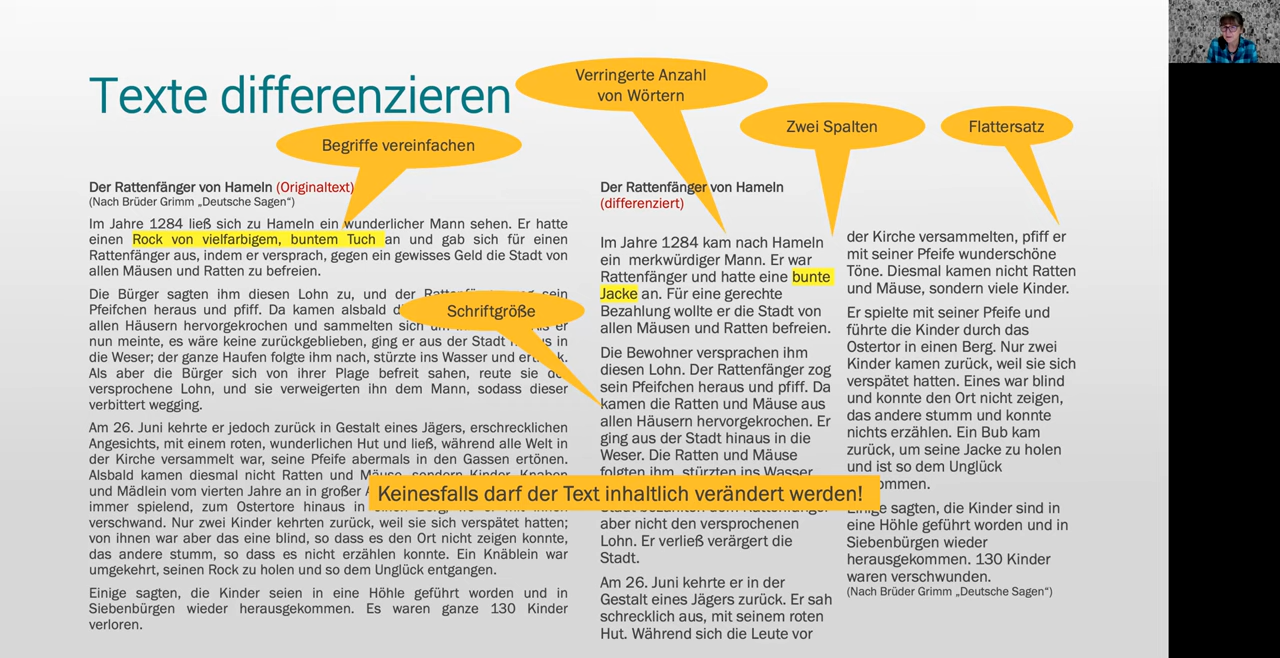 Texte differenzieren
Verringerte Anzahl
von Wörtern
Zwei Spalten
Flattersatz
Begriffe vereinfachen
Der Rattenfänger von Hameln (Originaltext)
(Nach Brüder Grimm „Deutsche Sagen“)
Im Jahre 1284 ließ sich zu Hameln ein wunderlicher Mann sehen. Er hatte
einen Rock von vielfarbigem, buntem Tuch an und gab sich für einen
Rattenfänger aus, indem er versprach, gegen ein gewisses Geld die Stadt von
allen Mäusen und Ratten zu befreien.
Die Bürger sagten ihm diesen Lohn zu, und der sein
Pfeifchen heraus und pfiff. Da kamen alsbald
allen Häusern hervorgekrochen und sammelten sich er
nun meinte, es wäre keine zurückgeblieben, ging er aus der Stadt in
die Weser; der ganze Haufen folgte ihm nach, stürzte ins Wasser und
Als aber die Bürger sich von ihrer Plage befreit sahen, reute sie
versprochene Lohn, und sie verweigerten ihn dem Mann, sodass dieser
verbittert wegging.
Am 26. Juni kehrte er jedoch zurück in Gestalt eines Jägers, erschrecklichen
Angesichts, mit einem roten, wunderlichen Hut und ließ, während alle Welt in
der Kirche versammelt war, seine Pfeife abermals in den Gassen ertönen.
Alsbald kamen diesmal nicht Ratten und Mäuse, sondern Kinder, Knaben
und Mädlein vom vierten Jahre an in großer
immer spielend, zum Ostertore hinaus in
verschwand. Nur zwei Kinder kehrten zurück, weil sie sich verspätet hatten;
von ihnen war aber das eine blind, so dass es den Ort nicht zeigen konnte,
das andere stumm, so dass es nicht erzählen konnte. Ein Knäblein war
umgekehrt, seinen Rock zu holen und so dem Unglück entgangen.
Einige sagten, die Kinder seien in eine Höhle geführt worden und in
Siebenbürgen wieder herausgekommen. Es waren ganze 130 Kinder
verloren.
Schriftgröße
Der Rattenfänger von Hameln
(differenziert)
Im Jahre 1284 kam nach Hameln
ein merkwürdiger Mann. Er war
Rattenfänger und hatte eine bunte
Jacke an. Für eine gerechte
Bezahlung wollte er die Stadt von
allen Mäusen und Ratten befreien.
Die Bewohner versprachen ihm
diesen Lohn. Der Rattenfänger zog
sein Pfeifchen heraus und pfiff. Da
kamen die Ratten und Mäuse aus
allen Häusern hervorgekrochen. Er
ging aus der Stadt hinaus in die
Weser. Die Ratten und Mäuse
folgten ihm, stürzten ins Wasser
Keinesfalls darf der Text inhaltlich verändert werden!
aber nicht den versprochenen
Lohn. Er verließ verärgert die
Stadt.
Am 26. Juni kehrte er in der
Gestalt eines Jägers zurück. Er sah
schrecklich aus, mit seinem roten
Hut. Während sich die Leute vor
der Kirche versammelten, pfiff er
mit seiner Pfeife wunderschöne
Töne. Diesmal kamen nicht Ratten
und Mäuse, sondern viele Kinder.
Er spielte mit seiner Pfeife und
führte die Kinder durch das
Ostertor in einen Berg. Nur zwei
Kinder kamen zurück, weil sie sich
verspätet hatten. Eines war blind
und konnte den Ort nicht zeigen,
das andere stumm und konnte
nichts erzählen. Ein Bub kam
zurück, um seine Jacke zu holen
und ist so dem Unglück
Einige sagten, die Kinder sind in
eine Höhle geführt worden und in
Siebenbürgen wieder
herausgekommen. 130 Kinder
waren verschwunden.
(Nach Brüder Grimm „Deutsche Sagen“)